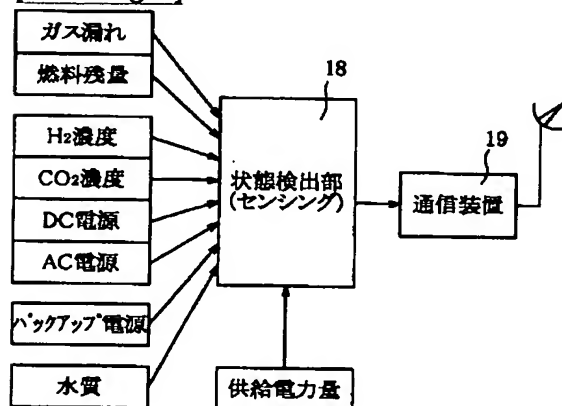 ガス漏れ
燃料残量
H₂濃度
CO₂濃度
DC電源
AC電源
バックアップ電源
水質
18
状態検出部
(センシング)
供給電力量
19
通信装置